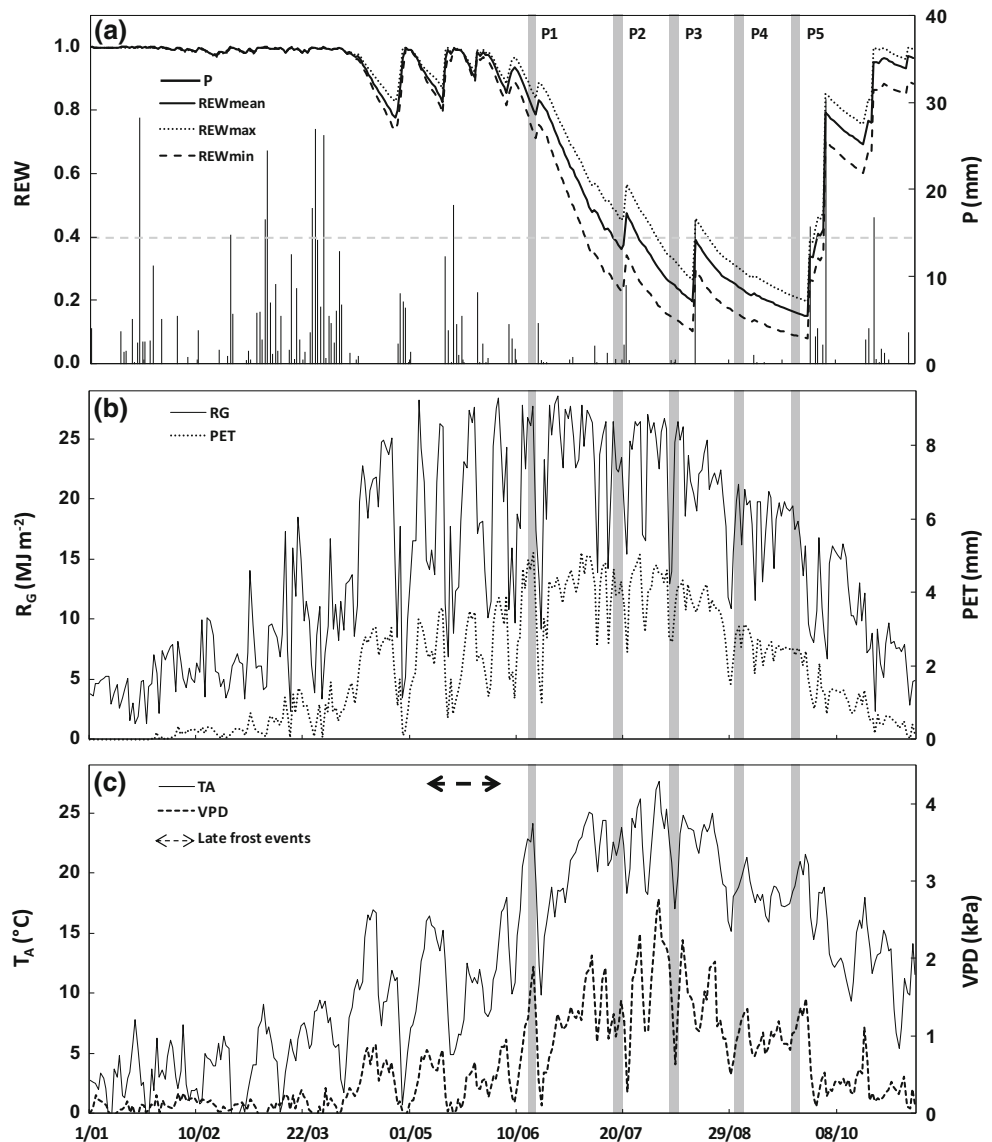 (a)
P1 P2 P3 P4 P5
P
REWmean
REWmax
REWmin
REW
1.0
0.8
0.6
0.4
0.2
0.0
P (mm)
40
30
20
10
0
(b)
RG
PET
R_G (MJ m⁻²)
25
20
15
10
5
0
PET (mm)
8
6
4
2
0
(c)
TA
VPD
Late frost events
T_A (°C)
25
20
15
10
5
0
VPD (kPa)
4
3
2
1
0
1/01 10/02 22/03 01/05 10/06 20/07 29/08 08/10